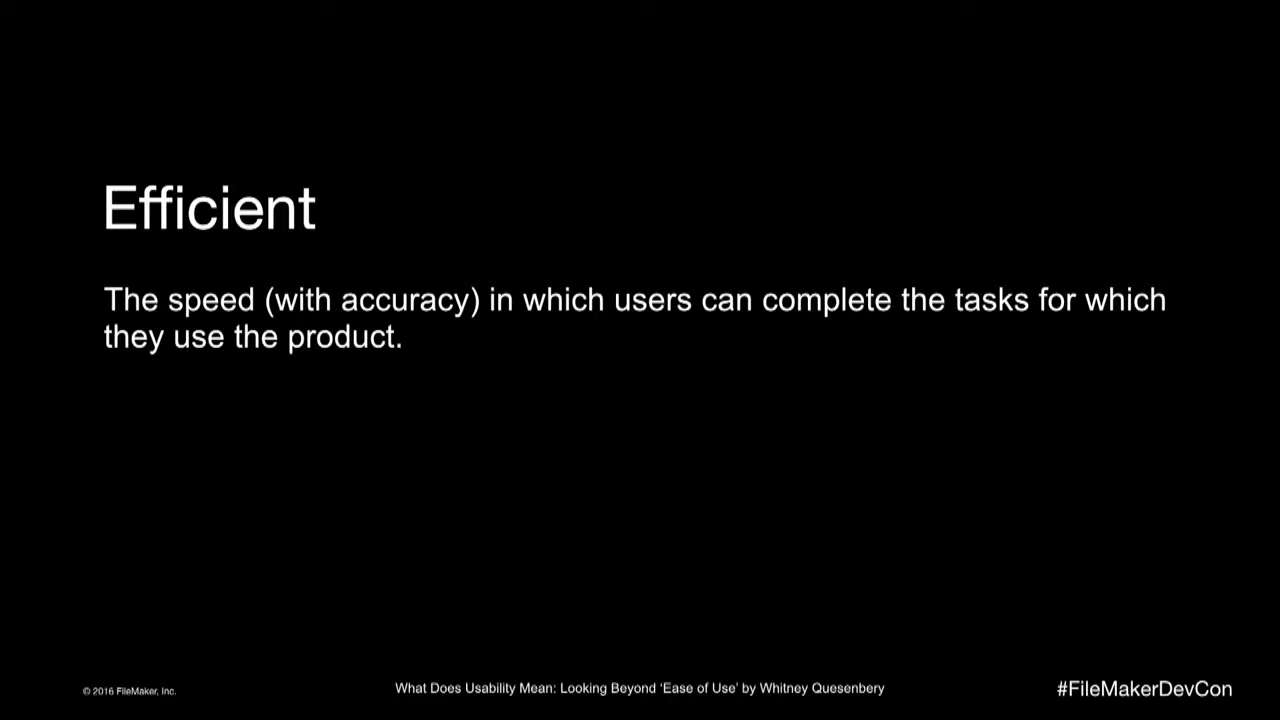 Efficient
The speed (with accuracy) in which users can complete the tasks for which
they use the product.
© 2016 FileMaker, Inc.
What Does Usability Mean: Looking Beyond ‘Ease of Use’ by Whitney Quesenbery
#FileMakerDevCon